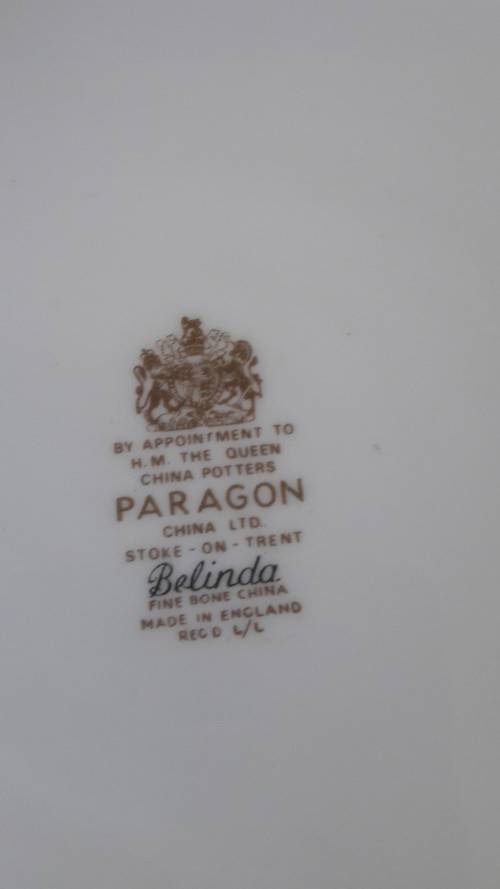 BY APPOINTMENT TO
H.M. THE QUEEN
CHINA POTTERS
PARAGON
CHINA LTD.
STOKE-ON-TRENT
Belinda
FINE BONE CHINA
MADE IN ENGLAND
REGD L/L